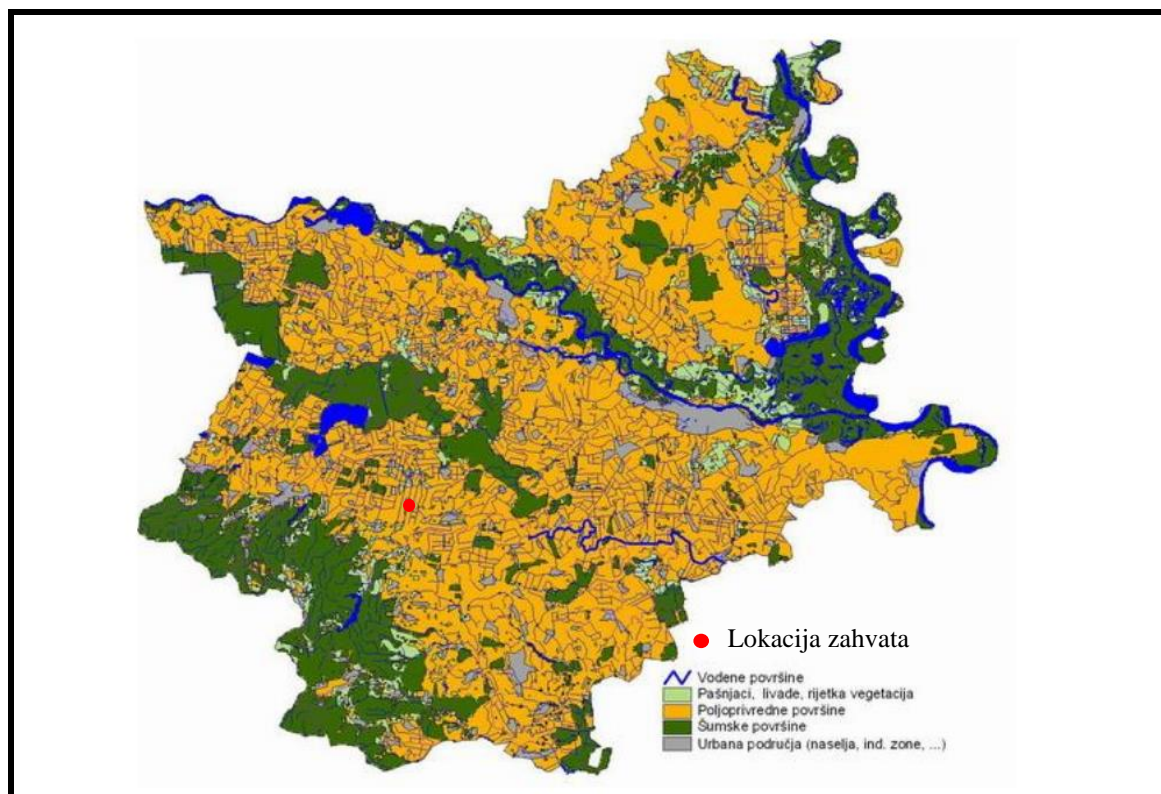 Lokacija zahvata
Vodene površine
Pašnjaci, livade, rijetka vegetacija
Poljoprivredne površine
Šumske površine
Urbana područja (naselja, ind. zone, ...)